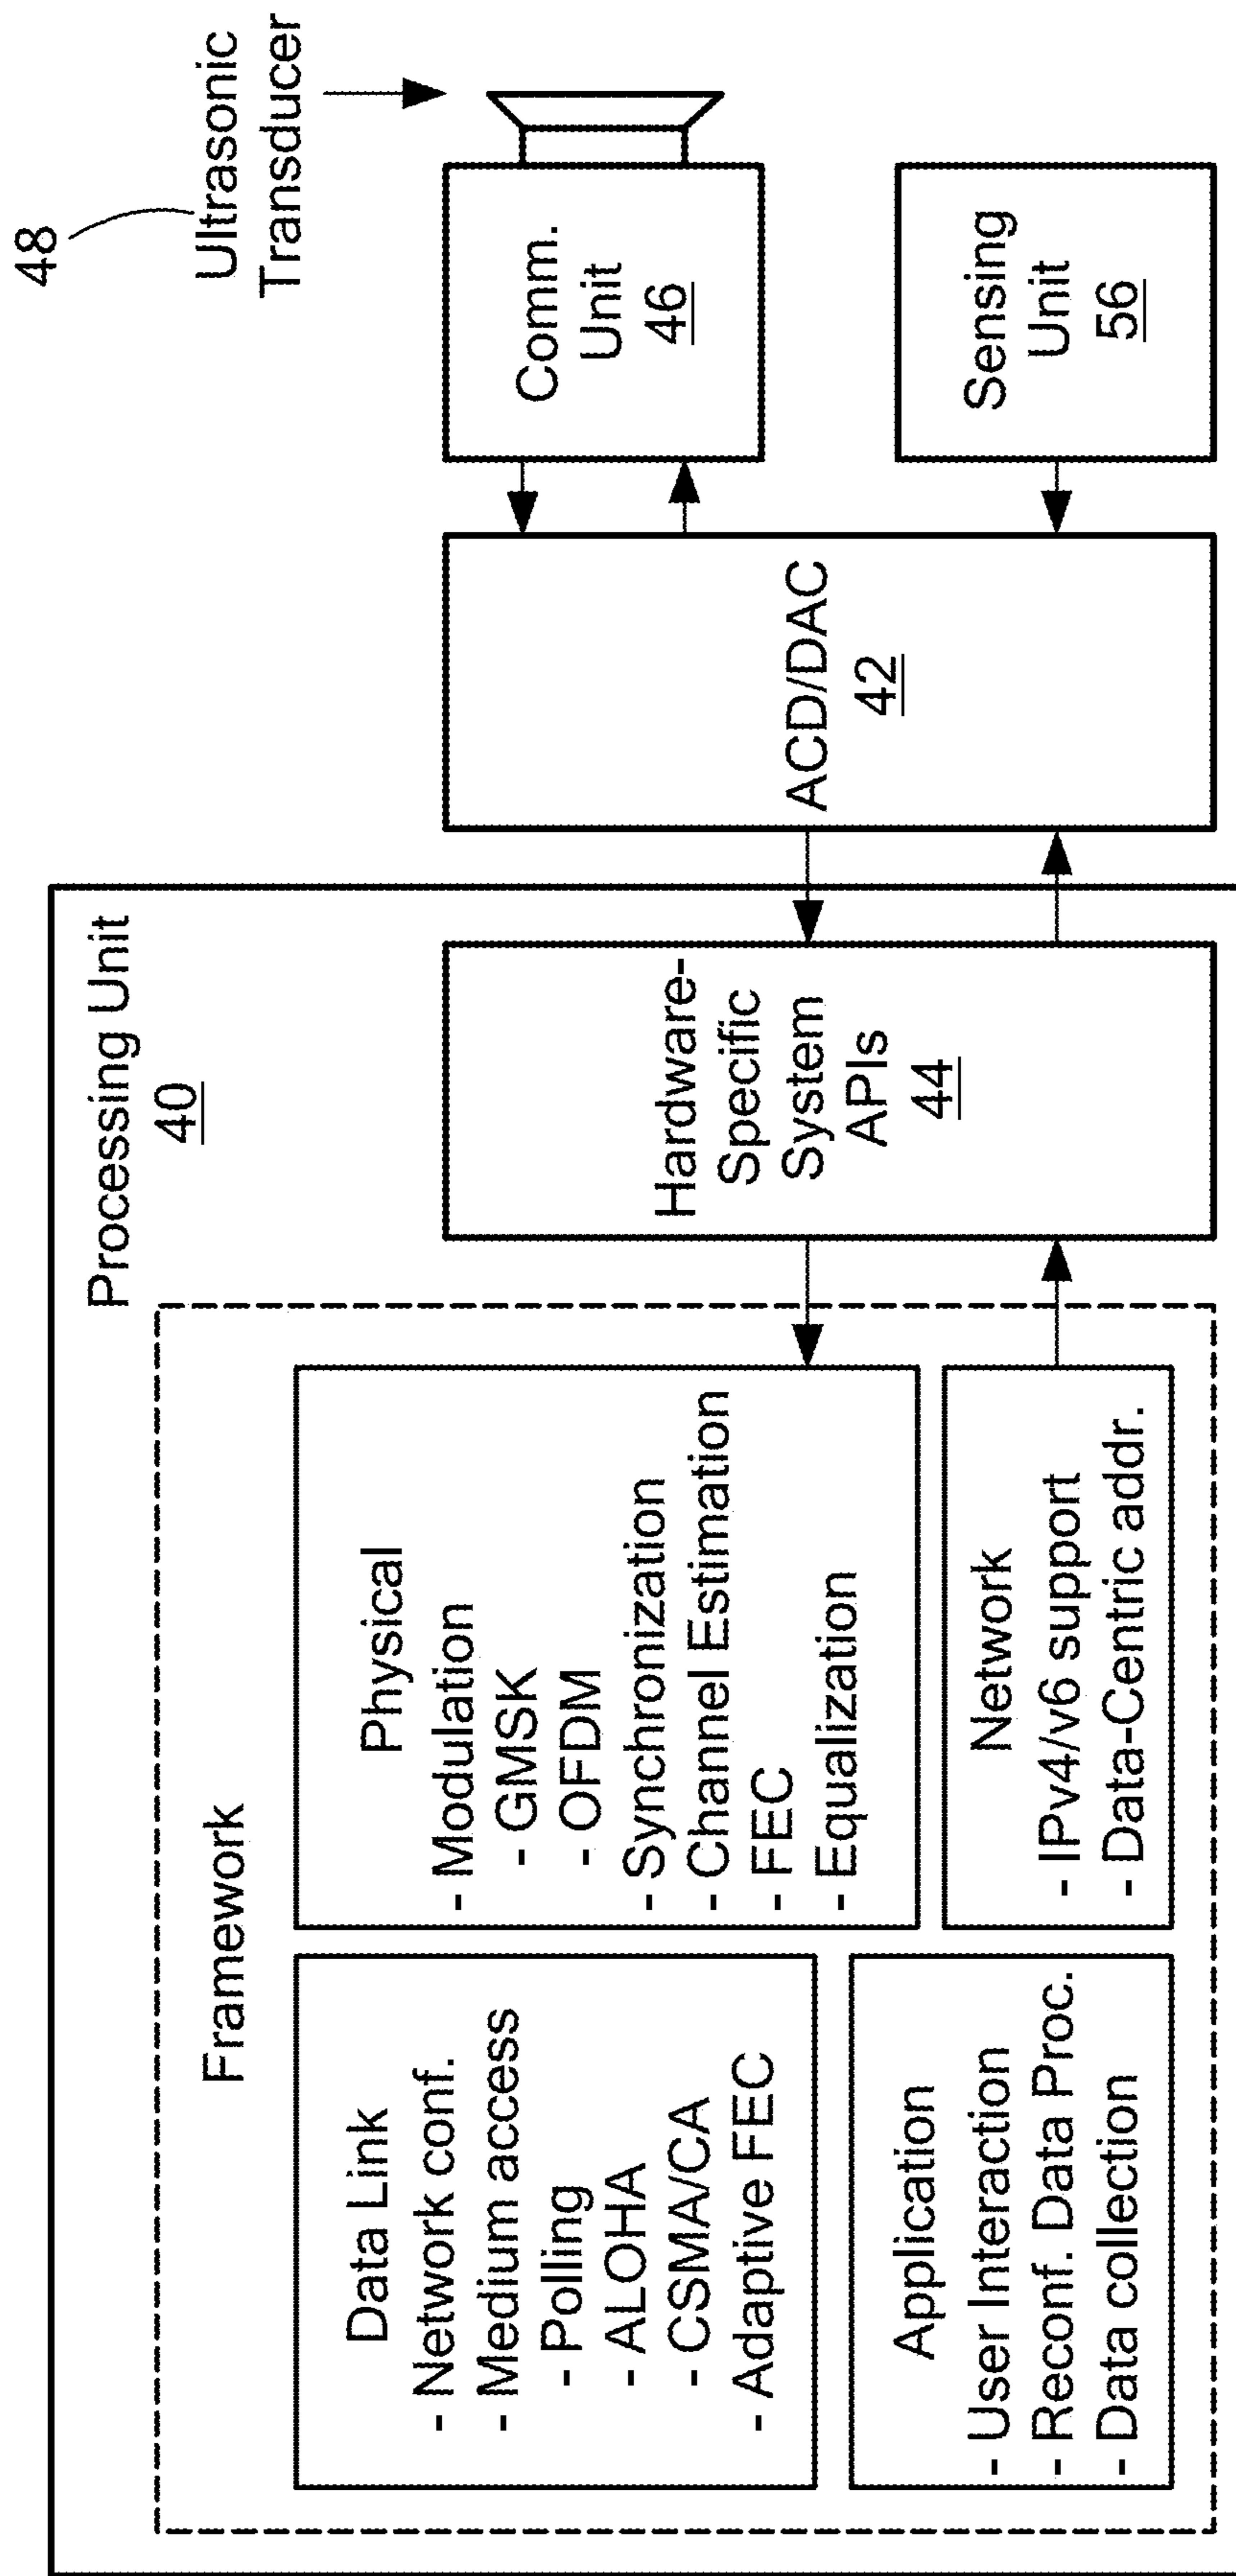 Processing Unit
40
Framework
Data Link
- Network conf.
- Medium access
- Polling
- ALOHA
- CSMA/CA
- Adaptive FEC
Physical
- Modulation
- GMSK
- OFDM
- Synchronization
- Channel Estimation
- FEC
- Equalization
Application
- User Interaction
- Reconf. Data Proc.
- Data collection
Network
- IPv4/v6 support
- Data-Centric addr.
Hardware-
Specific
System
APIs
44
ACD/DAC
42
48
Ultrasonic
Transducer
Comm.
Unit
46
Sensing
Unit
56